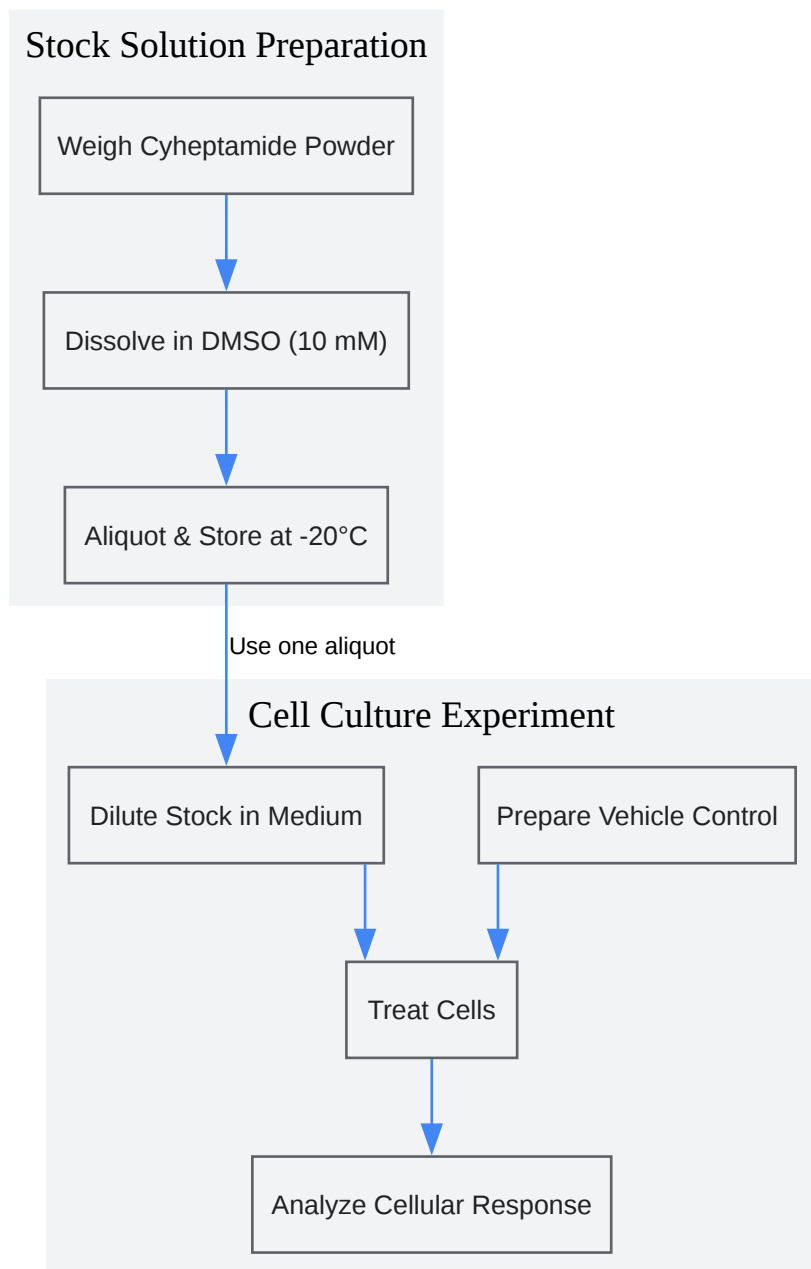 Stock Solution Preparation
Weigh Cyheptamide Powder
Dissolve in DMSO (10 mM)
Aliquot & Store at -20°C
Use one aliquot
Cell Culture Experiment
Dilute Stock in Medium
Prepare Vehicle Control
Treat Cells
Analyze Cellular Response